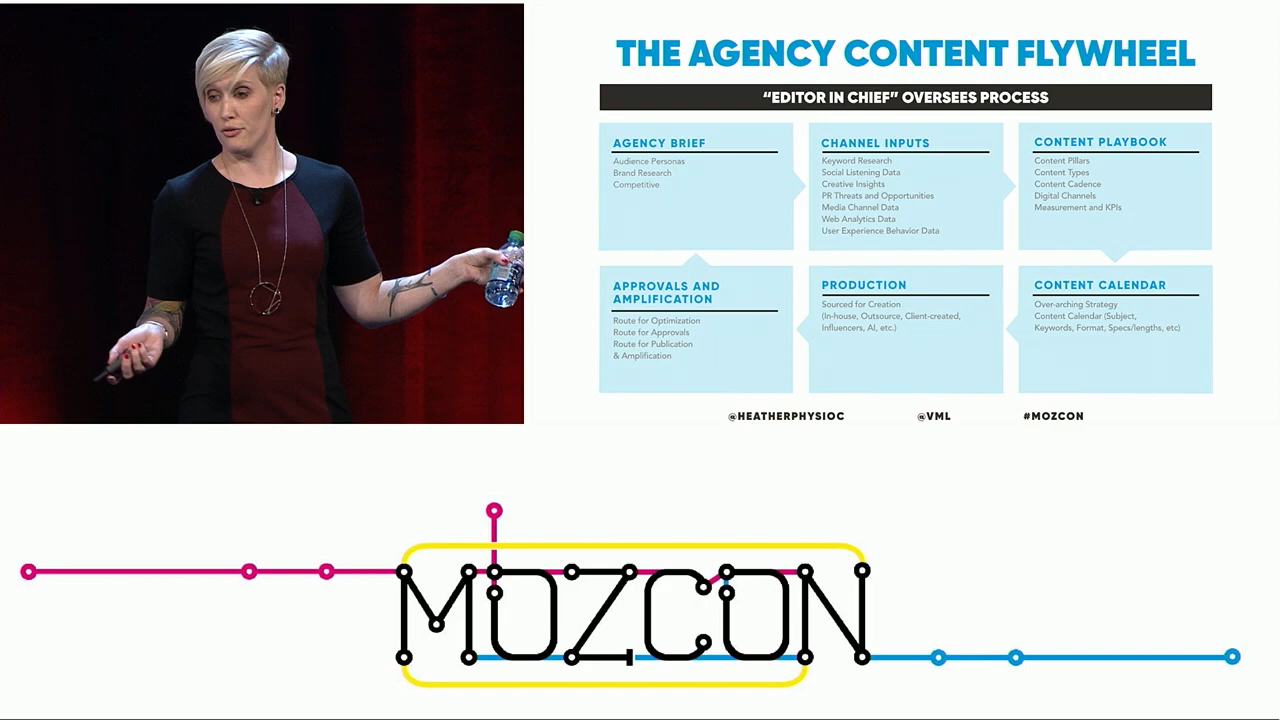 THE AGENCY CONTENT FLYWHEEL
“EDITOR IN CHIEF” OVERSEES PROCESS
AGENCY BRIEF
Audience Personas
Brand Research
Competitive
CHANNEL INPUTS
Keyword Research
Social Listening Data
Creative Insights
PR Threats and Opportunities
Media Channel Data
Web Analytics Data
User Experience Behavior Data
CONTENT PLAYBOOK
Content Pillars
Content Types
Content Cadence
Digital Channels
Measurement and KPIs
APPROVALS AND
AMPLIFICATION
Route for Optimization
Route for Approvals
Route for Publication
& Amplification
PRODUCTION
Sourced for Creation
(In-house, Outsource, Client-created,
Influencers, AI, etc.)
CONTENT CALENDAR
Over-arching Strategy
Content Calendar (Subject,
Keywords, Format, Specs/lengths, etc)
@HEATHERPHYSIOC @VML #MOZCON
MOZCON